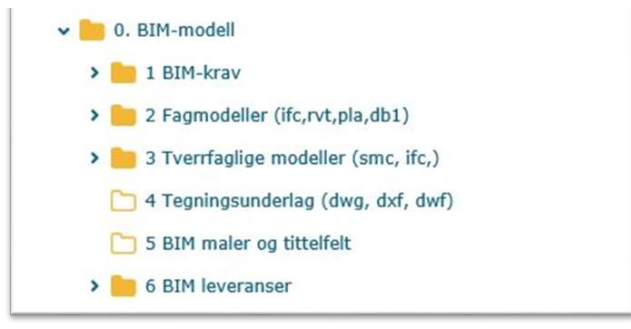 0. BIM-modell
1 BIM-krav
2 Fagmodeller (ifc,rvt,pla,db1)
3 Tverrfaglige modeller (smc, ifc,)
4 Tegningsunderlag (dwg, dxf, dwf)
5 BIM maler og tittelfelt
6 BIM leveranser